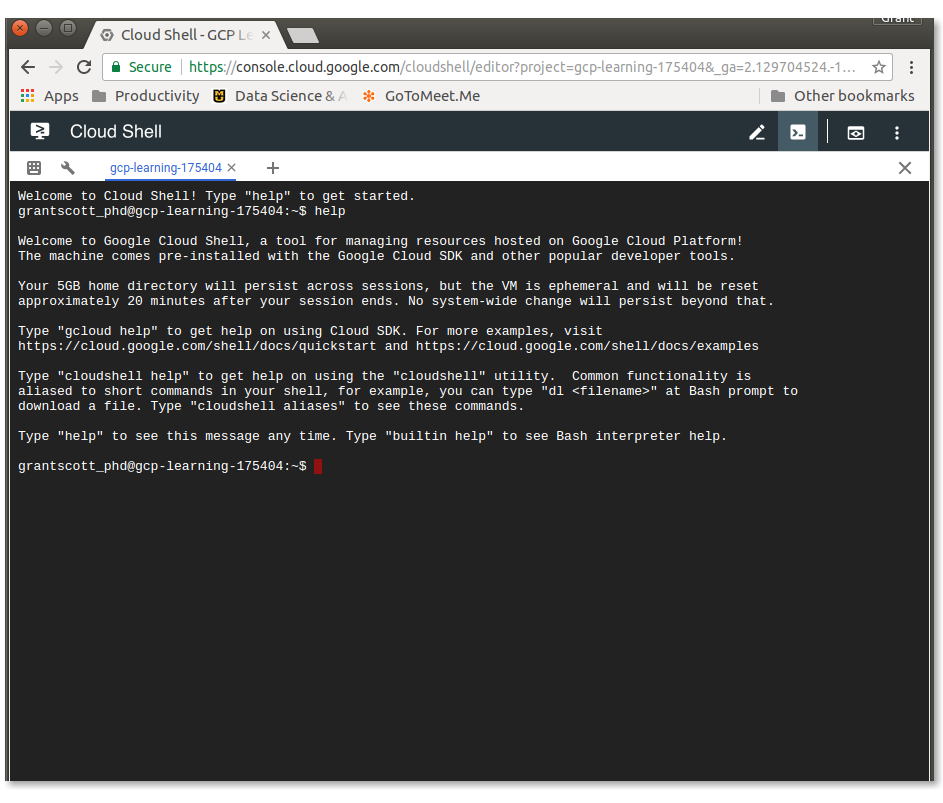 Grant
Cloud Shell - GCP Le
Secure https://console.cloud.google.com/cloudshell/editor?project=gcp-learning-175404&_ga=2.129704524.-1...
Apps Productivity Data Science & A GoToMeet.Me Other bookmarks
Cloud Shell
gcp-learning-175404
Welcome to Cloud Shell! Type "help" to get started.
grantscott_phd@gcp-learning-175404:~$ help
Welcome to Google Cloud Shell, a tool for managing resources hosted on Google Cloud Platform!
The machine comes pre-installed with the Google Cloud SDK and other popular developer tools.
Your 5GB home directory will persist across sessions, but the VM is ephemeral and will be reset
approximately 20 minutes after your session ends. No system-wide change will persist beyond that.
Type "gcloud help" to get help on using Cloud SDK. For more examples, visit
https://cloud.google.com/shell/docs/quickstart and https://cloud.google.com/shell/docs/examples
Type "cloudshell help" to get help on using the "cloudshell" utility.  Common functionality is
aliased to short commands in your shell, for example, you can type "dl <filename>" at Bash prompt to
download a file. Type "cloudshell aliases" to see these commands.
Type "help" to see this message any time. Type "builtin help" to see Bash interpreter help.
grantscott_phd@gcp-learning-175404:~$